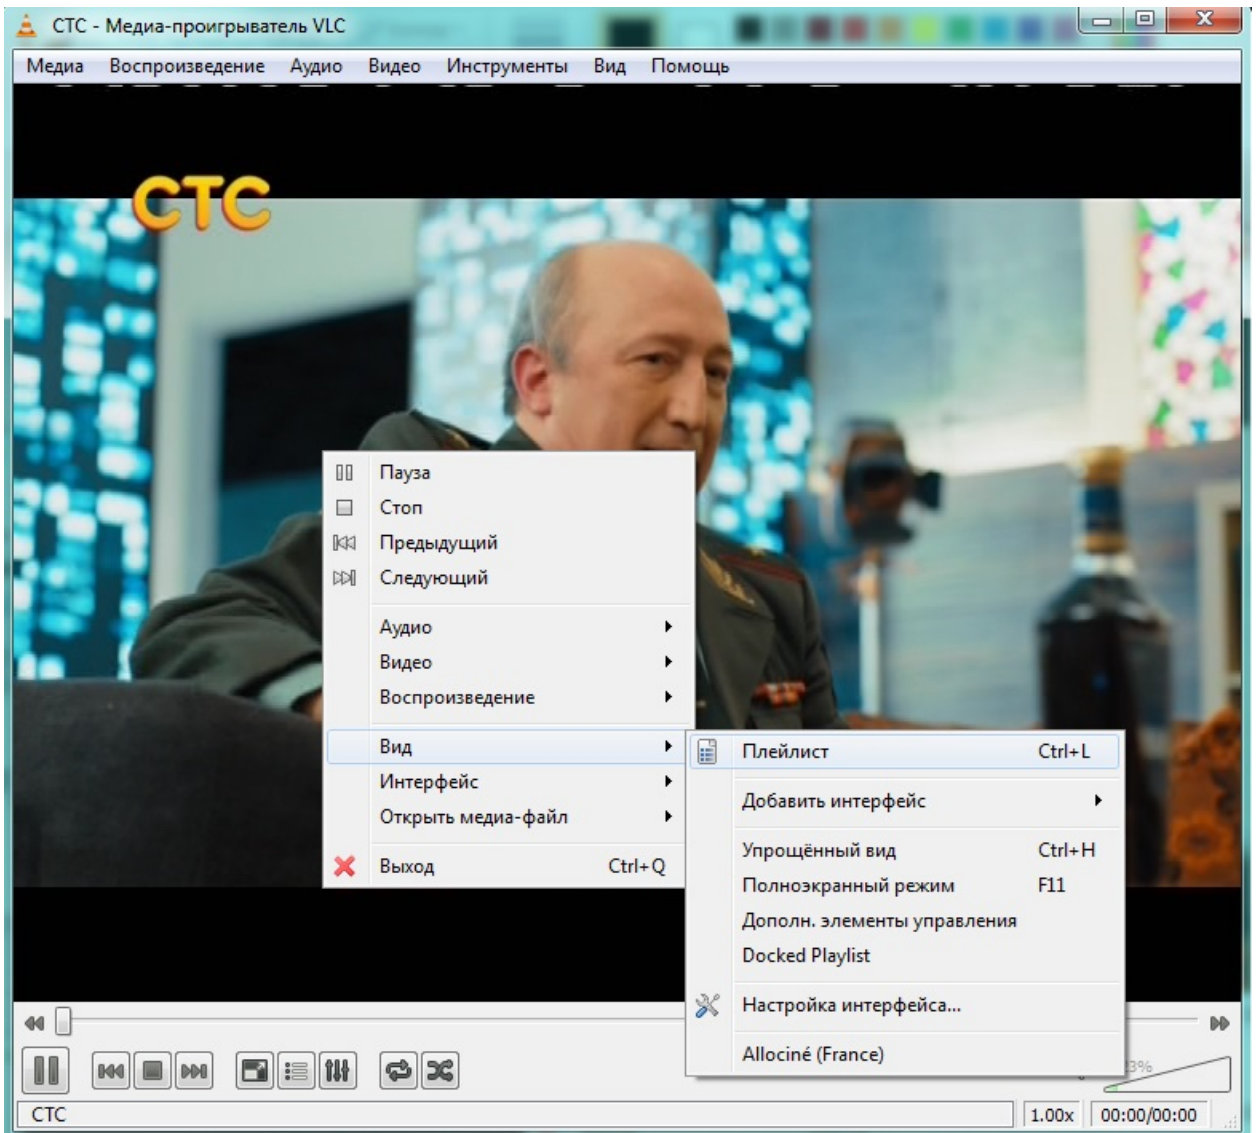 СТС - Медиа-проигрыватель VLC
Медиа Воспроизведение Аудио Видео Инструменты Вид Помощь
СТС
Пауза
Стоп
Предыдущий
Следующий
Аудио
Видео
Воспроизведение
Вид
Интерфейс
Открыть медиа-файл
Выход Ctrl+Q
Плейлист Ctrl+L
Добавить интерфейс
Упрощённый вид Ctrl+H
Полноэкранный режим F11
Дополн. элементы управления
Docked Playlist
Настройка интерфейса...
Allociné (France)
СТС 1.00x 00:00/00:00